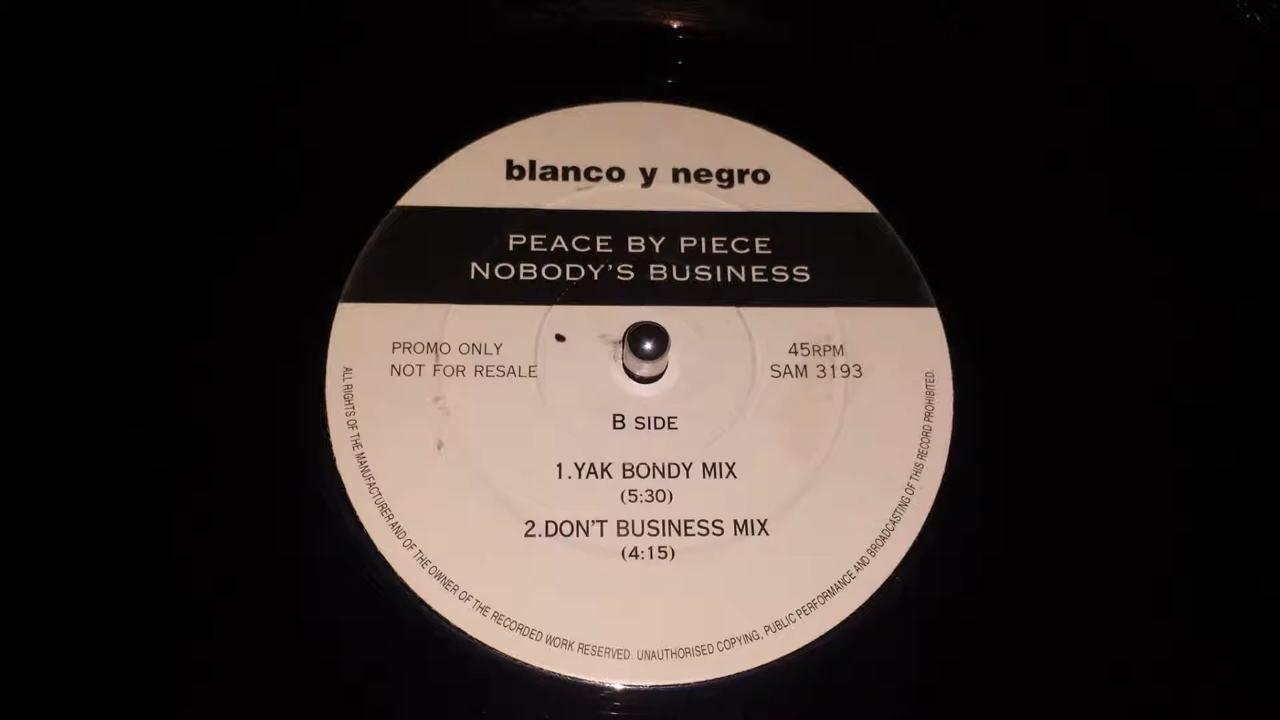 blanco y negro
PEACE BY PIECE
NOBODY'S BUSINESS
PROMO ONLY
NOT FOR RESALE
45RPM
SAM 3193
B SIDE
1.YAK BONDY MIX
(5:30)
2.DON'T BUSINESS MIX
(4:15)
ALL RIGHTS OF THE MANUFACTURER AND OF THE OWNER OF THE RECORDED WORK RESERVED. UNAUTHORISED COPYING, PUBLIC PERFORMANCE AND BROADCASTING OF THIS RECORD PROHIBITED.